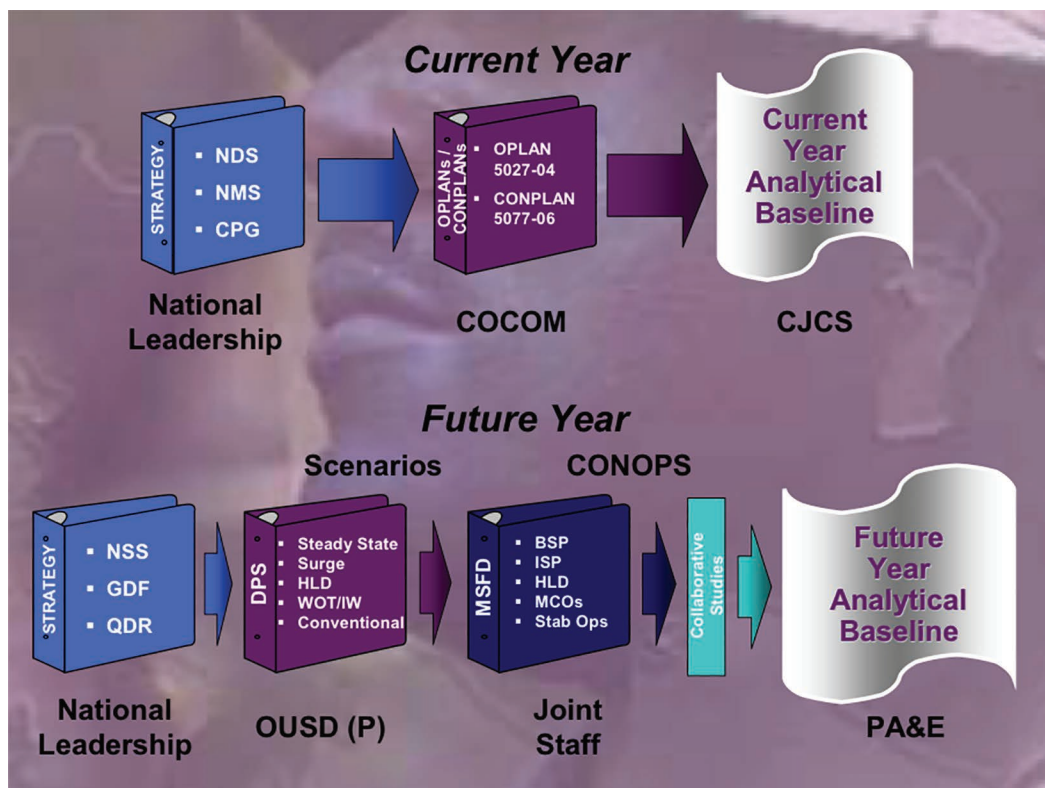 Current Year
STRATEGY
▪ NDS
▪ NMS
▪ CPG
National
Leadership
OPLANs /
CONPLANs
▪ OPLAN
5027-04
▪ CONPLAN
5077-06
COCOM
Current
Year
Analytical
Baseline
CJCS
Future Year
Scenarios
CONOPS
STRATEGY
▪ NSS
▪ GDF
▪ QDR
National
Leadership
DPS
▪ Steady State
▪ Surge
▪ HLD
▪ WOT/IW
▪ Conventional
OUSD (P)
MSFD
▪ BSP
▪ ISP
▪ HLD
▪ MCOs
▪ Stab Ops
Joint
Staff
Collaborative
Studies
Future
Year
Analytical
Baseline
PA&E